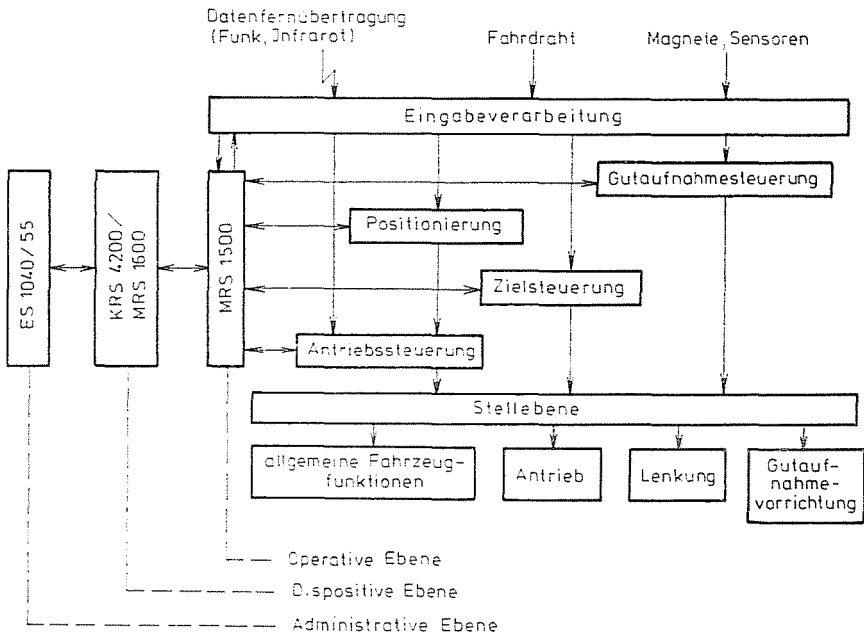 Datenfernübertragung
(Funk, Infrarot)
Fahrdraht
Magnete, Sensoren
Eingabeverarbeitung
Gutaufnahmesteuerung
Positionierung
Zielsteuerung
Antriebssteuerung
ES 1040/55
KRS 4200/
MRS 1600
MRS 1500
Stellebene
allgemeine Fahrzeug-
funktionen
Antrieb
Lenkung
Gutauf-
nahme-
vorrichtung
Operative Ebene
Dispositive Ebene
Administrative Ebene